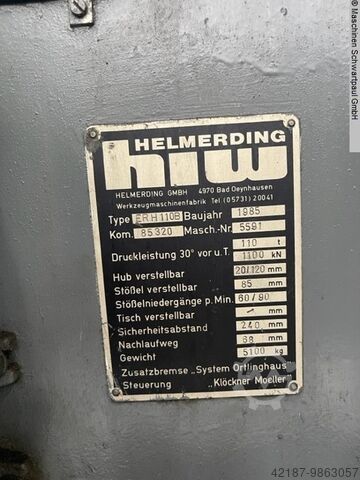 © Maschinen Schwartpaul GmbH
HELMERDING
hiw
HELMERDING GMBH 4970 Bad Oeynhausen
Werkzeugmaschinenfabrik Tel (05731) 20041
Type ERH110B Baujahr 1985
Kom. 85320 Masch.-Nr. 5591
110 t
Druckleistung 30° vor u.T. 1100 kN
Hub verstellbar 20/120 mm
Stößel verstellbar 85 mm
Stößelniedergänge p.Min. 60/90
Tisch verstellbar - mm
Sicherheitsabstand 240 mm
Nachlaufweg 68 mm
Gewicht 5100 kg
Zusatzbremse „System Ortlinghaus"
Steuerung „Klöckner Moeller"
42187-9863057